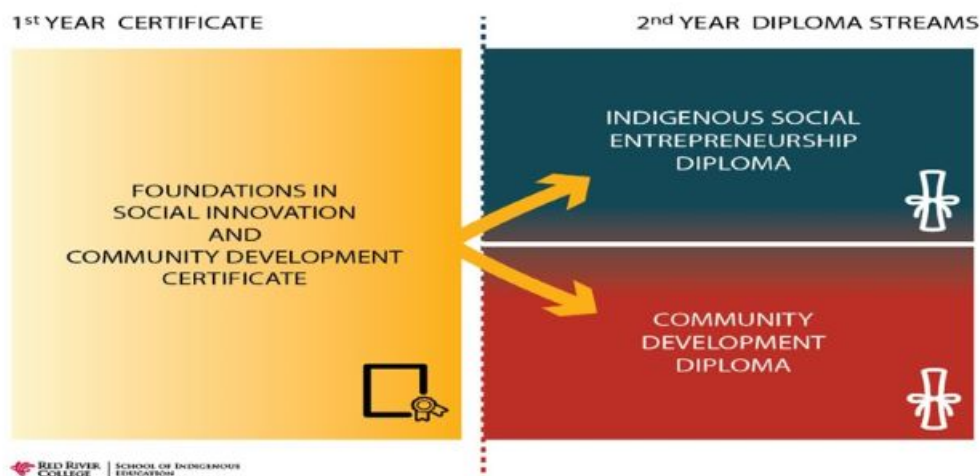 1st YEAR CERTIFICATE
2nd YEAR DIPLOMA STREAMS
FOUNDATIONS IN
SOCIAL INNOVATION
AND
COMMUNITY DEVELOPMENT
CERTIFICATE
INDIGENOUS SOCIAL
ENTREPRENEURSHIP
DIPLOMA
COMMUNITY
DEVELOPMENT
DIPLOMA
RED RIVER
COLLEGE
SCHOOL OF INDIGENOUS
EDUCATION